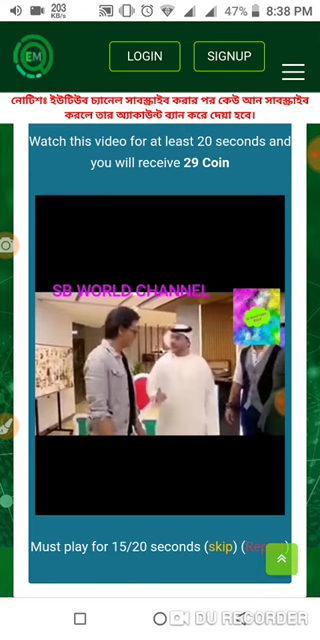 203
KB/s
47%
8:38 PM
EM
LOGIN
SIGNUP
নোটিশঃ ইউটিউব চ্যানেল সাবস্ক্রাইব করার পর কেউ আন সাবস্ক্রাইব
করলে তার অ্যাকাউন্ট ব্যান করে দেয়া হবে।
Watch this video for at least 20 seconds and
you will receive 29 Coin
SB WORLD CHANNEL
Must play for 15/20 seconds (skip) (
DU RECORDER